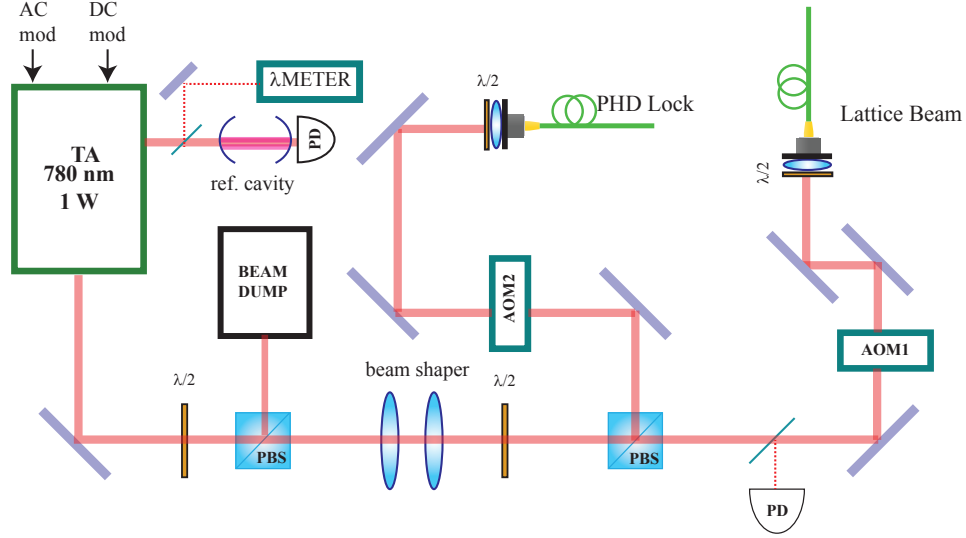 AC
mod
DC
mod
λMETER
TA
780 nm
1 W
PD
ref. cavity
λ/2
PHD Lock
Lattice Beam
λ/2
BEAM
DUMP
AOM2
AOM1
beam shaper
λ/2
λ/2
PBS
PBS
PD